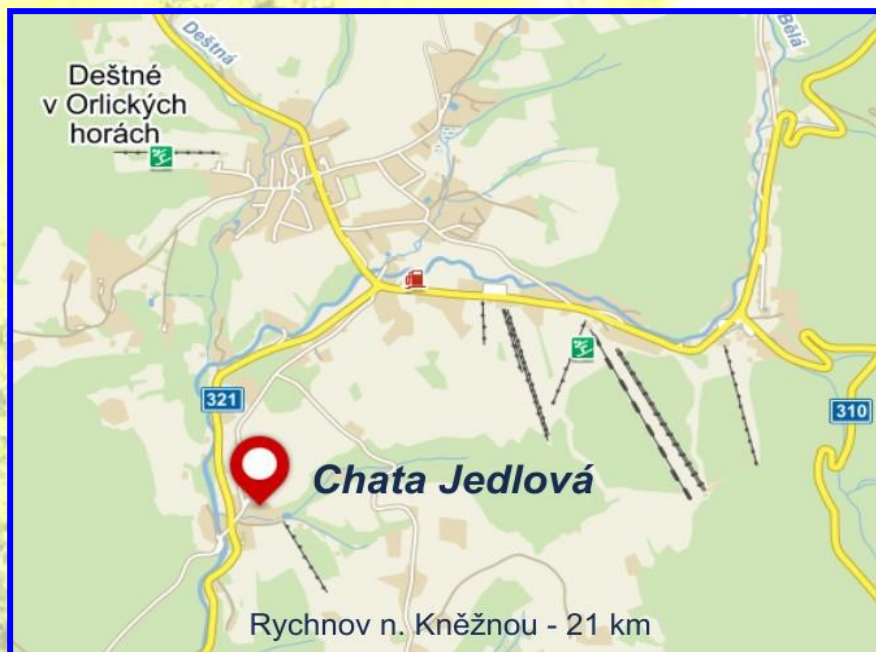 Deštná
Bělá
Deštné
v Orlických
horách
321
310
Chata Jedlová
Rychnov n. Kněžnou - 21 km